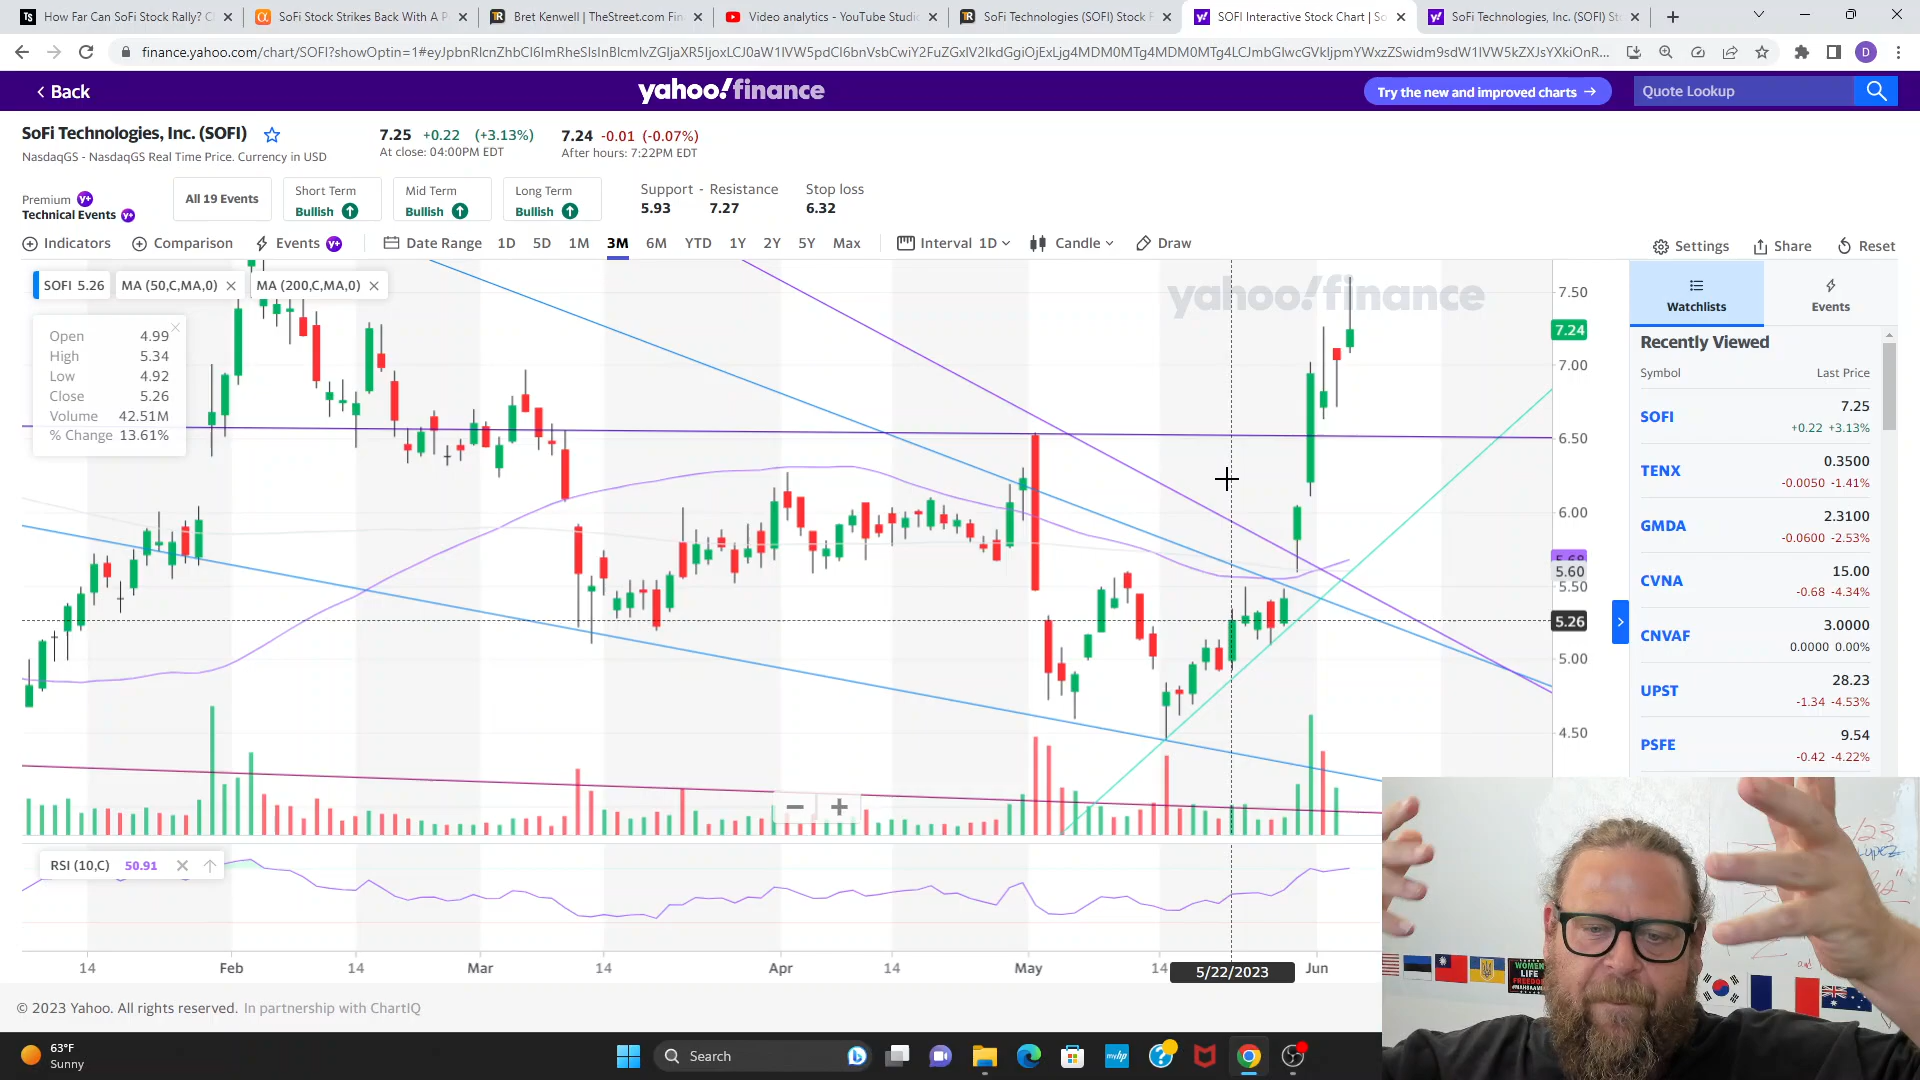 How Far Can SoFi Stock Rally? C
SoFi Stock Strikes Back With A P
Bret Kenwell | TheStreet.com Fin
Video analytics - YouTube Studio
SoFi Technologies (SOFI) Stock F
SOFI Interactive Stock Chart | So
SoFi Technologies, Inc. (SOFI) St
D
Back
yahoo!finance
Try the new and improved charts →
Quote Lookup
SoFi Technologies, Inc. (SOFI)
7.25 +0.22 (+3.13%)
7.24 -0.01 (-0.07%)
NasdaqGS - NasdaqGS Real Time Price. Currency in USD
At close: 04:00PM EDT
After hours: 7:22PM EDT
Premium Y+
Technical Events Y+
All 19 Events
Short Term
Bullish
Mid Term
Bullish
Long Term
Bullish
Support - Resistance
5.93 7.27
Stop loss
6.32
Indicators
Comparison
Events Y+
Date Range 1D 5D 1M 3M 6M YTD 1Y 2Y 5Y Max
Interval 1D
Candle
Draw
Settings
Share
Reset
SOFI 5.26
MA (50,C,MA,0)
MA (200,C,MA,0)
yahoo!finance
Open 4.99
High 5.34
Low 4.92
Close 5.26
Volume 42.51M
% Change 13.61%
7.50
7.24
7.00
6.50
6.00
5.60
5.50
5.26
5.00
4.50
Watchlists
Events
Recently Viewed
Symbol Last Price
SOFI 7.25
+0.22 +3.13%
TENX 0.3500
-0.0050 -1.41%
GMDA 2.3100
-0.0600 -2.53%
CVNA 15.00
-0.68 -4.34%
CNVAF 3.0000
0.0000 0.00%
UPST 28.23
-1.34 -4.53%
PSFE 9.54
-0.42 -4.22%
RSI (10,C) 50.91
14 Feb 14 Mar 14 Apr 14 May 14 5/22/2023 Jun
WOMEN
LIFE
FREEDOM
© 2023 Yahoo. All rights reserved. In partnership with ChartIQ
63°F
Sunny
Search